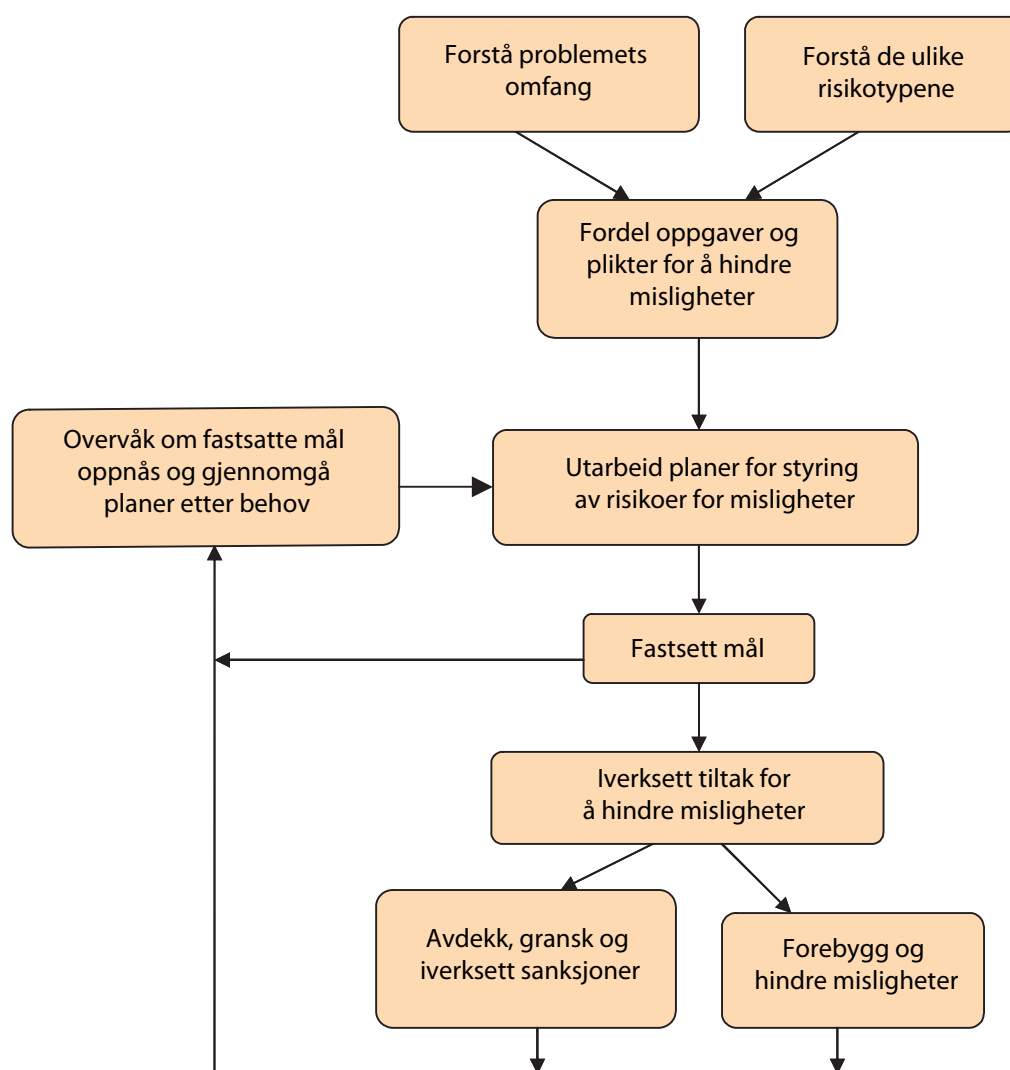 Forstå problemets
omfang
Forstå de ulike
risikotypene
Fordel oppgaver og
plikter for å hindre
misligheter
Overvåk om fastsatte mål
oppnås og gjennomgå
planer etter behov
Utarbeid planer for styring
av risikoer for misligheter
Fastsett mål
Iverksett tiltak for
å hindre misligheter
Avdekk, gransk og
iverksett sanksjoner
Forebygg og
hindre misligheter